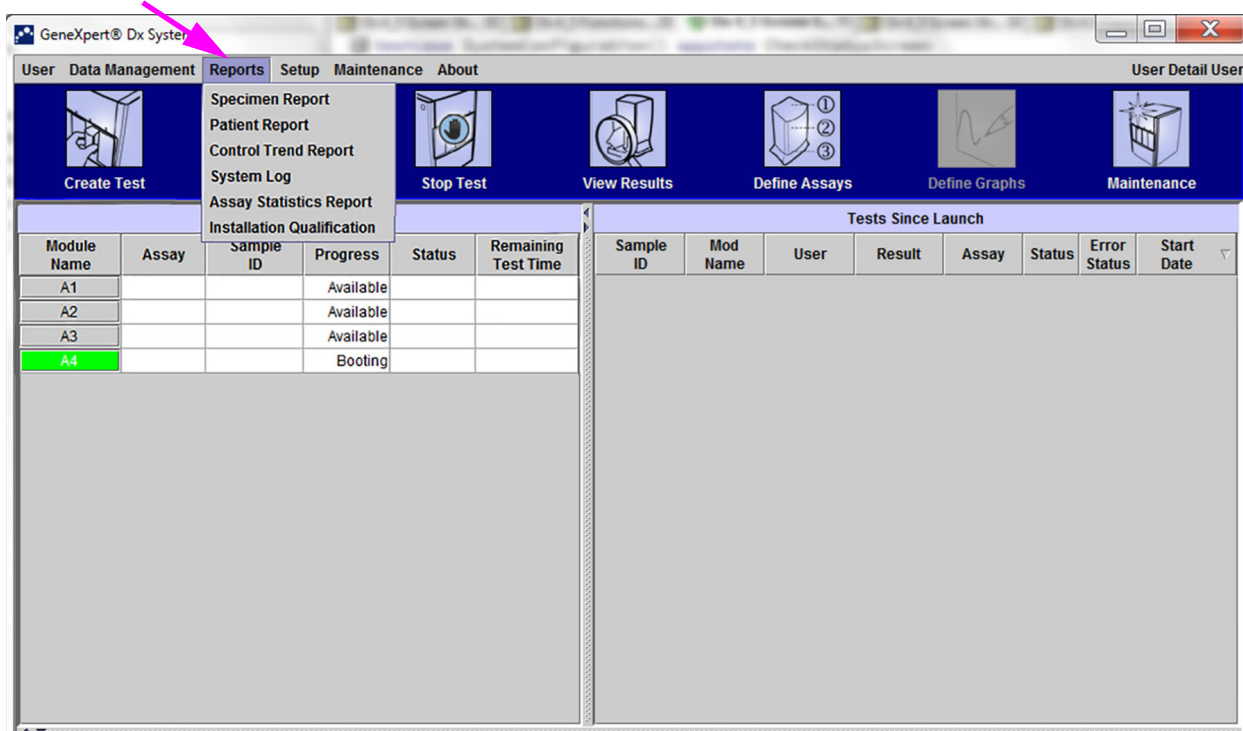 GeneXpert® Dx System
User Data Management Reports Setup Maintenance About User Detail User
Specimen Report
Patient Report
Control Trend Report
System Log
Assay Statistics Report
Installation Qualification
Create Test Stop Test View Results Define Assays Define Graphs Maintenance
① ② ③
Tests Since Launch
Module Name Assay Sample ID Progress Status Remaining Test Time
A1 Available
A2 Available
A3 Available
A4 Booting
Sample ID Mod Name User Result Assay Status Error Status Start Date